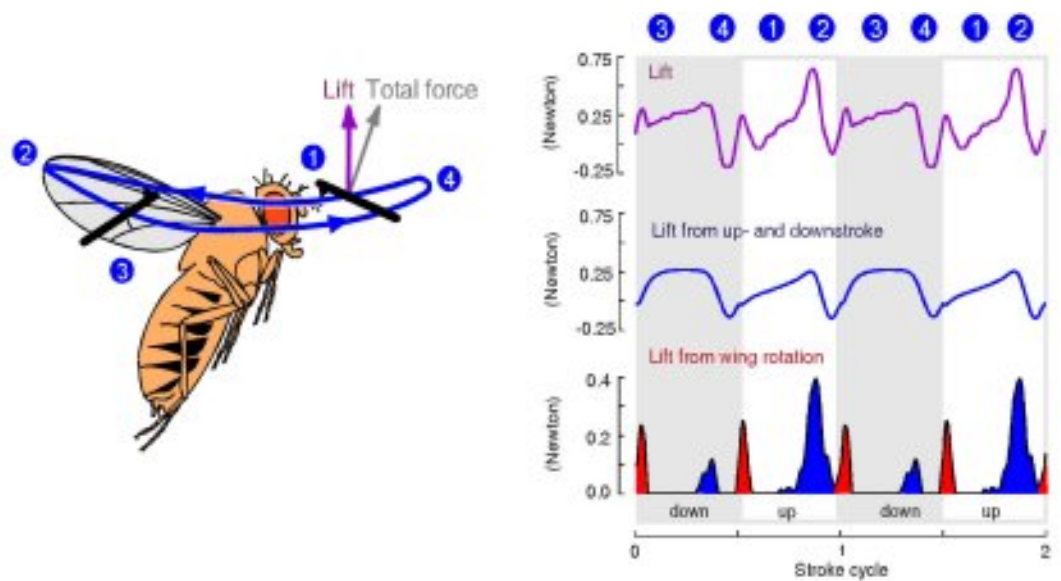 Lift Total force
2
1
4
3
3 4 1 2 3 4 1 2
0.75
Lift
(Newton)
0.25
-0.25
0.75
Lift from up- and downstroke
(Newton)
0.25
-0.25
Lift from wing rotation
0.4
(Newton)
0.2
0.0
down up down up
0 1 2
Stroke cycle